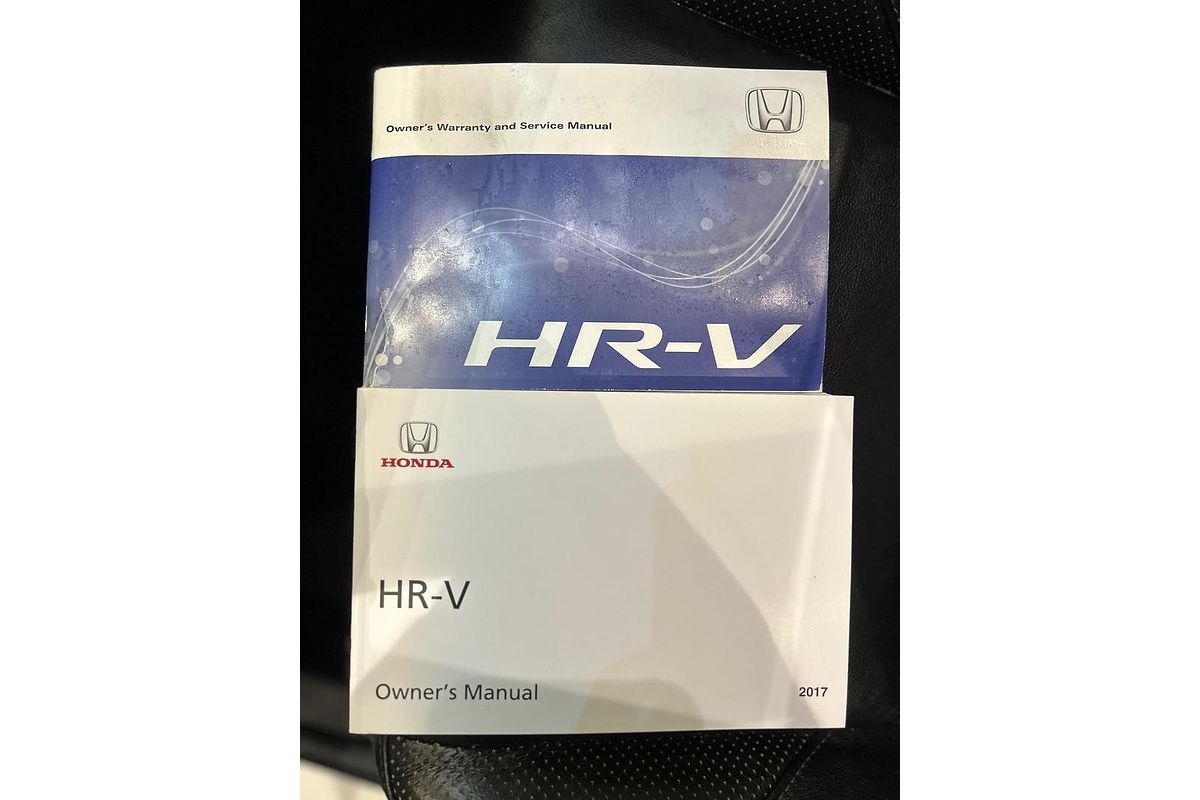 Owner's Warranty and Service Manual
HR-V
HONDA
HR-V
Owner's Manual
2017